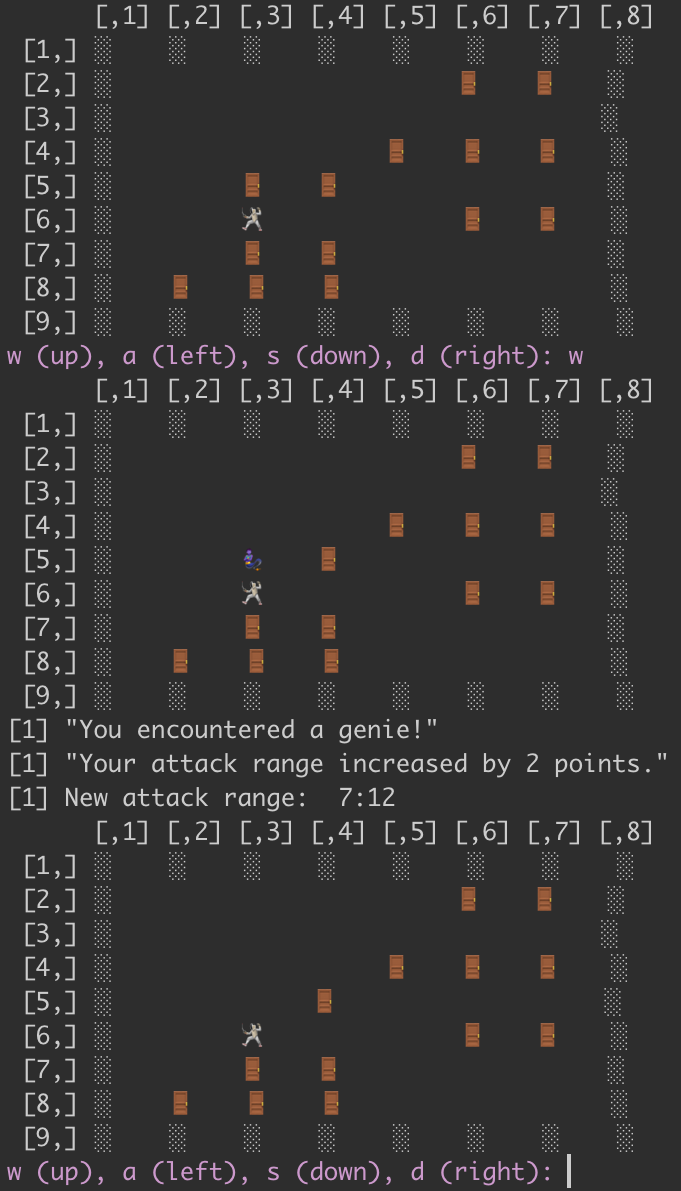 [,1] [,2] [,3] [,4] [,5] [,6] [,7] [,8]
[1,] ░ ░ ░ ░ ░ ░ ░ ░
[2,] ░ 🚪 🚪 ░
[3,] ░ ░
[4,] ░ 🚪 🚪 🚪 ░
[5,] ░ 🚪 🚪 ░
[6,] ░ 🚪 🚪 ░
[7,] ░ 🚪 🚪 ░
[8,] ░ 🚪 🚪 🚪 ░
[9,] ░ ░ ░ ░ ░ ░ ░ ░
w (up), a (left), s (down), d (right): w
[,1] [,2] [,3] [,4] [,5] [,6] [,7] [,8]
[1,] ░ ░ ░ ░ ░ ░ ░ ░
[2,] ░ 🚪 🚪 ░
[3,] ░ ░
[4,] ░ 🚪 🚪 🚪 ░
[5,] ░ 🚪 ░
[6,] ░ 🚪 🚪 ░
[7,] ░ 🚪 🚪 ░
[8,] ░ 🚪 🚪 🚪 ░
[9,] ░ ░ ░ ░ ░ ░ ░ ░
[1] "You encountered a genie!"
[1] "Your attack range increased by 2 points."
[1] New attack range:  7:12
[,1] [,2] [,3] [,4] [,5] [,6] [,7] [,8]
[1,] ░ ░ ░ ░ ░ ░ ░ ░
[2,] ░ 🚪 🚪 ░
[3,] ░ ░
[4,] ░ 🚪 🚪 🚪 ░
[5,] ░ 🚪 ░
[6,] ░ 🚪 🚪 ░
[7,] ░ 🚪 🚪 ░
[8,] ░ 🚪 🚪 🚪 ░
[9,] ░ ░ ░ ░ ░ ░ ░ ░
w (up), a (left), s (down), d (right):